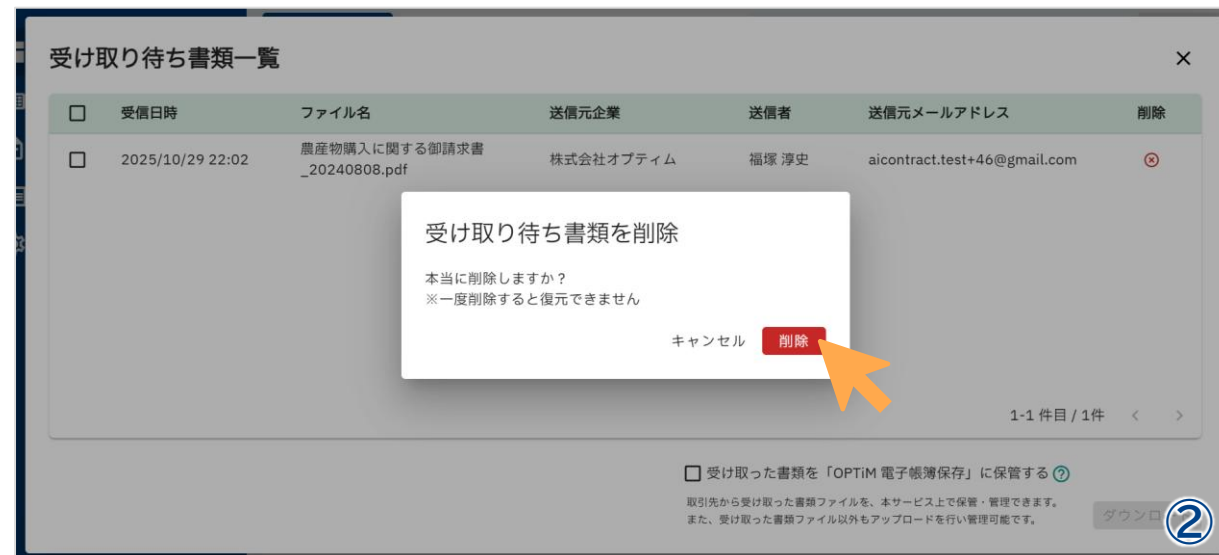 受け取り待ち書類一覧
受信日時 ファイル名 送信元企業 送信者 送信元メールアドレス 削除
2025/10/29 22:02 農産物購入に関する御請求書 株式会社オプティム 福塚 淳史 aicontract.test+46@gmail.com
_20240808.pdf
受け取り待ち書類を削除
本当に削除しますか？
※一度削除すると復元できません
キャンセル 削除
1-1 件目 / 1件
受け取った書類を「OPTiM 電子帳簿保存」に保管する ?
取引先から受け取った書類ファイルを、本サービス上で保管・管理できます。
また、受け取った書類ファイル以外もアップロードを行い管理可能です。
ダウンロ
②